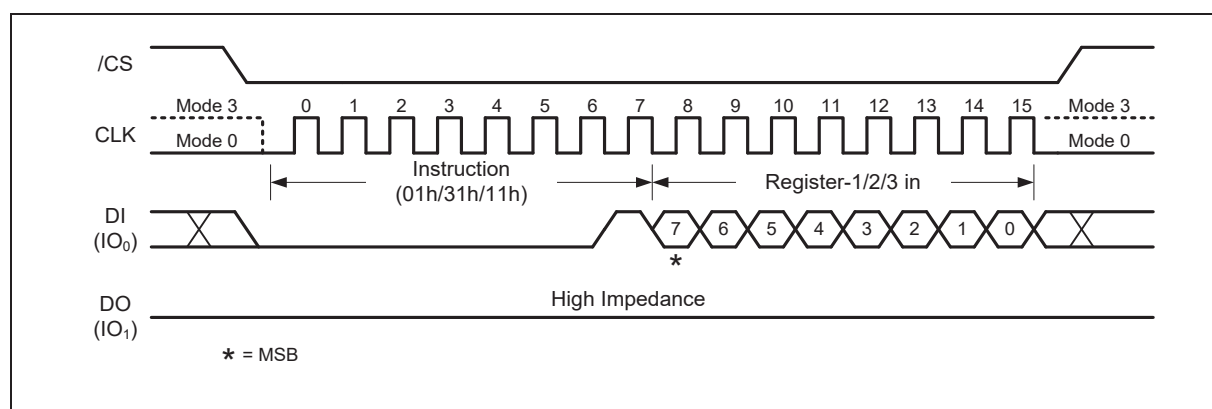 /CS
Mode 3 0 1 2 3 4 5 6 7 8 9 10 11 12 13 14 15 Mode 3
CLK
Mode 0 Mode 0
Instruction
(01h/31h/11h)
Register-1/2/3 in
DI
(IO₀)
7 6 5 4 3 2 1 0
*
High Impedance
DO
(IO₁)
* = MSB